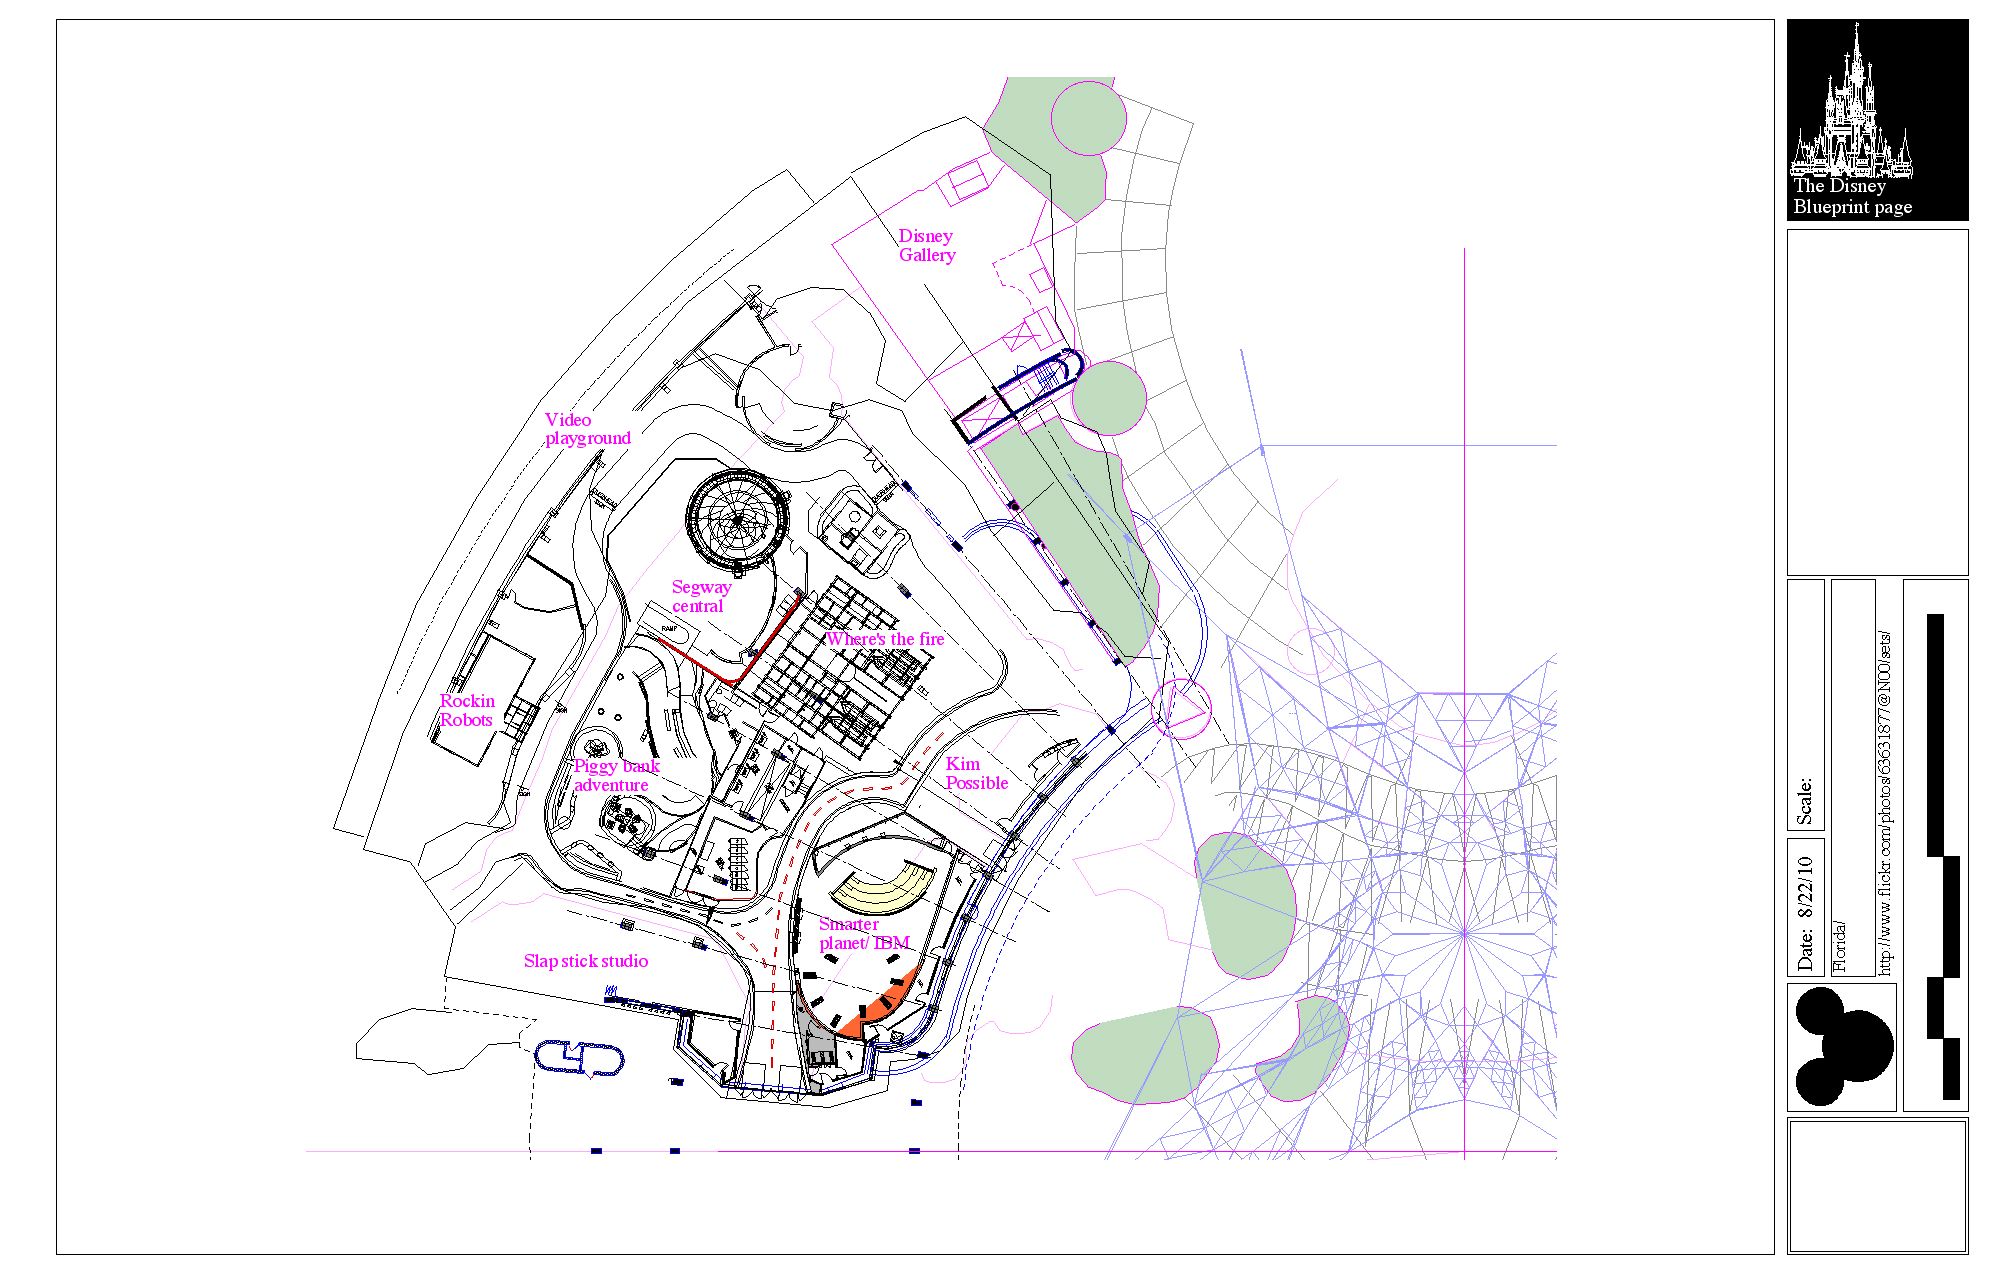 Disney
Gallery
Video
playground
Segway
central
RAMP
Where's the fire
Rockin
Robots
Piggy bank
adventure
Kim
Possible
Smarter
planet/ IBM
Slap stick studio
The Disney
Blueprint page
Scale:
Date: 8/22/10
Florida/
http://www.flickr.com/photos/63631877@N00/sets/